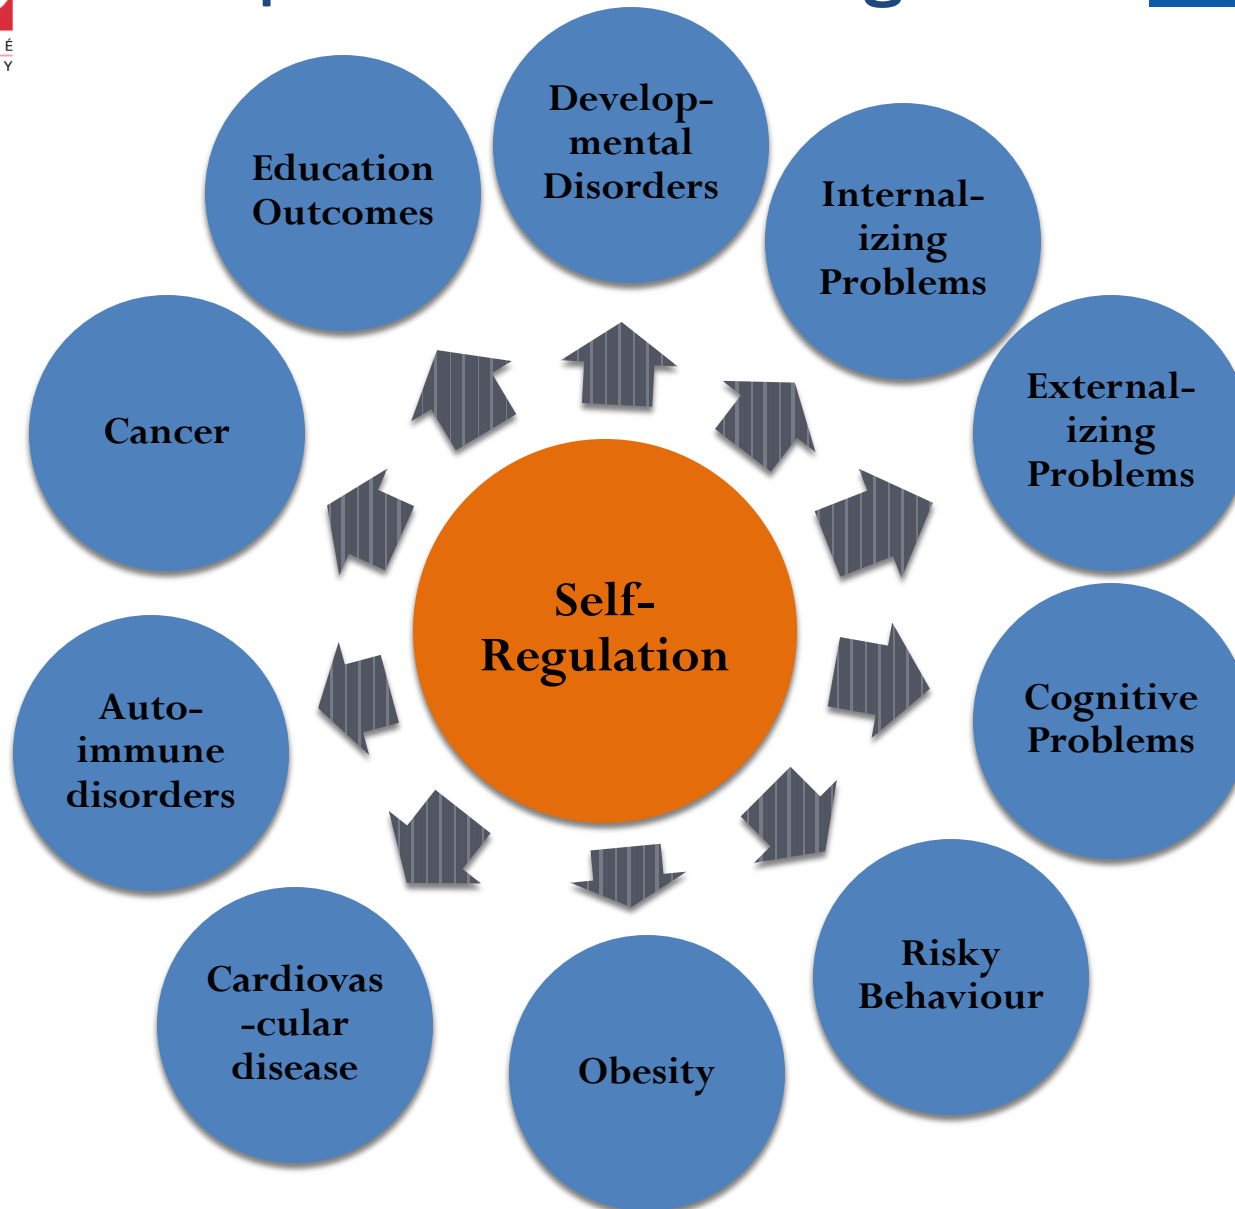 É
Y
Develop-
mental
Disorders
Education
Outcomes
Internal-
izing
Problems
External-
izing
Problems
Cancer
Self-
Regulation
Cognitive
Problems
Auto-
immune
disorders
Risky
Behaviour
Cardiovas
-cular
disease
Obesity